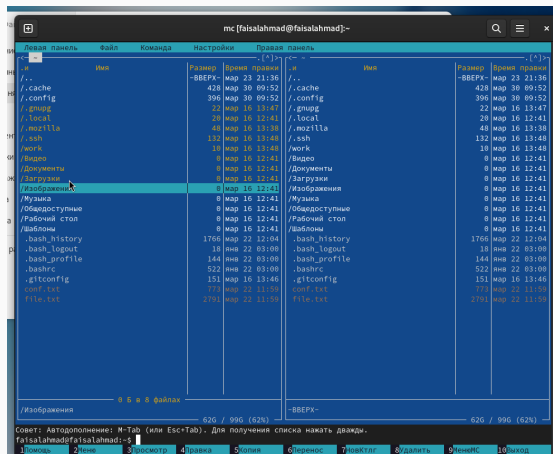 mc [faisalahmad@faisalahmad]:~
Левая панель Файл Команда Настройки Правая панель
<— ~ .[^]> <— ~ .[^]>
.и Имя Размер Время правки .и Имя Размер Время правки
/.. -ВВЕРХ- мар 23 21:36 /.. -ВВЕРХ- мар 23 21:36
/.cache 428 мар 30 09:52 /.cache 428 мар 30 09:52
/.config 396 мар 30 09:52 /.config 396 мар 30 09:52
/.gnupg 22 мар 16 13:47 /.gnupg 22 мар 16 13:47
/.local 20 мар 16 12:41 /.local 20 мар 16 12:41
/.mozilla 48 мар 16 13:38 /.mozilla 48 мар 16 13:38
/.ssh 132 мар 16 13:48 /.ssh 132 мар 16 13:48
/work 10 мар 16 13:48 /work 10 мар 16 13:48
/Видео 0 мар 16 12:41 /Видео 0 мар 16 12:41
/Документы 0 мар 16 12:41 /Документы 0 мар 16 12:41
/Загрузки 0 мар 16 12:41 /Загрузки 0 мар 16 12:41
/Изображения 0 мар 16 12:41 /Изображения 0 мар 16 12:41
/Музыка 0 мар 16 12:41 /Музыка 0 мар 16 12:41
/Общедоступные 0 мар 16 12:41 /Общедоступные 0 мар 16 12:41
/Рабочий стол 0 мар 16 12:41 /Рабочий стол 0 мар 16 12:41
/Шаблоны 0 мар 16 12:41 /Шаблоны 0 мар 16 12:41
.bash_history 1766 мар 22 12:04 .bash_history 1766 мар 22 12:04
.bash_logout 18 янв 22 03:00 .bash_logout 18 янв 22 03:00
.bash_profile 144 янв 22 03:00 .bash_profile 144 янв 22 03:00
.bashrc 522 янв 22 03:00 .bashrc 522 янв 22 03:00
.gitconfig 151 мар 16 13:46 .gitconfig 151 мар 16 13:46
conf.txt 773 мар 22 11:59 conf.txt 773 мар 22 11:59
file.txt 2791 мар 22 11:59 file.txt 2791 мар 22 11:59
0 Б в 8 файлах
/Изображения -ВВЕРХ-
62G / 99G (62%) 62G / 99G (62%)
Совет: Автодополнение: M-Tab (или Esc+Tab). Для получения списка нажать дважды.
faisalahmad@faisalahmad:~$
1Помощь 2Меню 3Просмотр 4Правка 5Копия 6Перенос 7НовКтлг 8Удалить 9МенюMC 10Выход